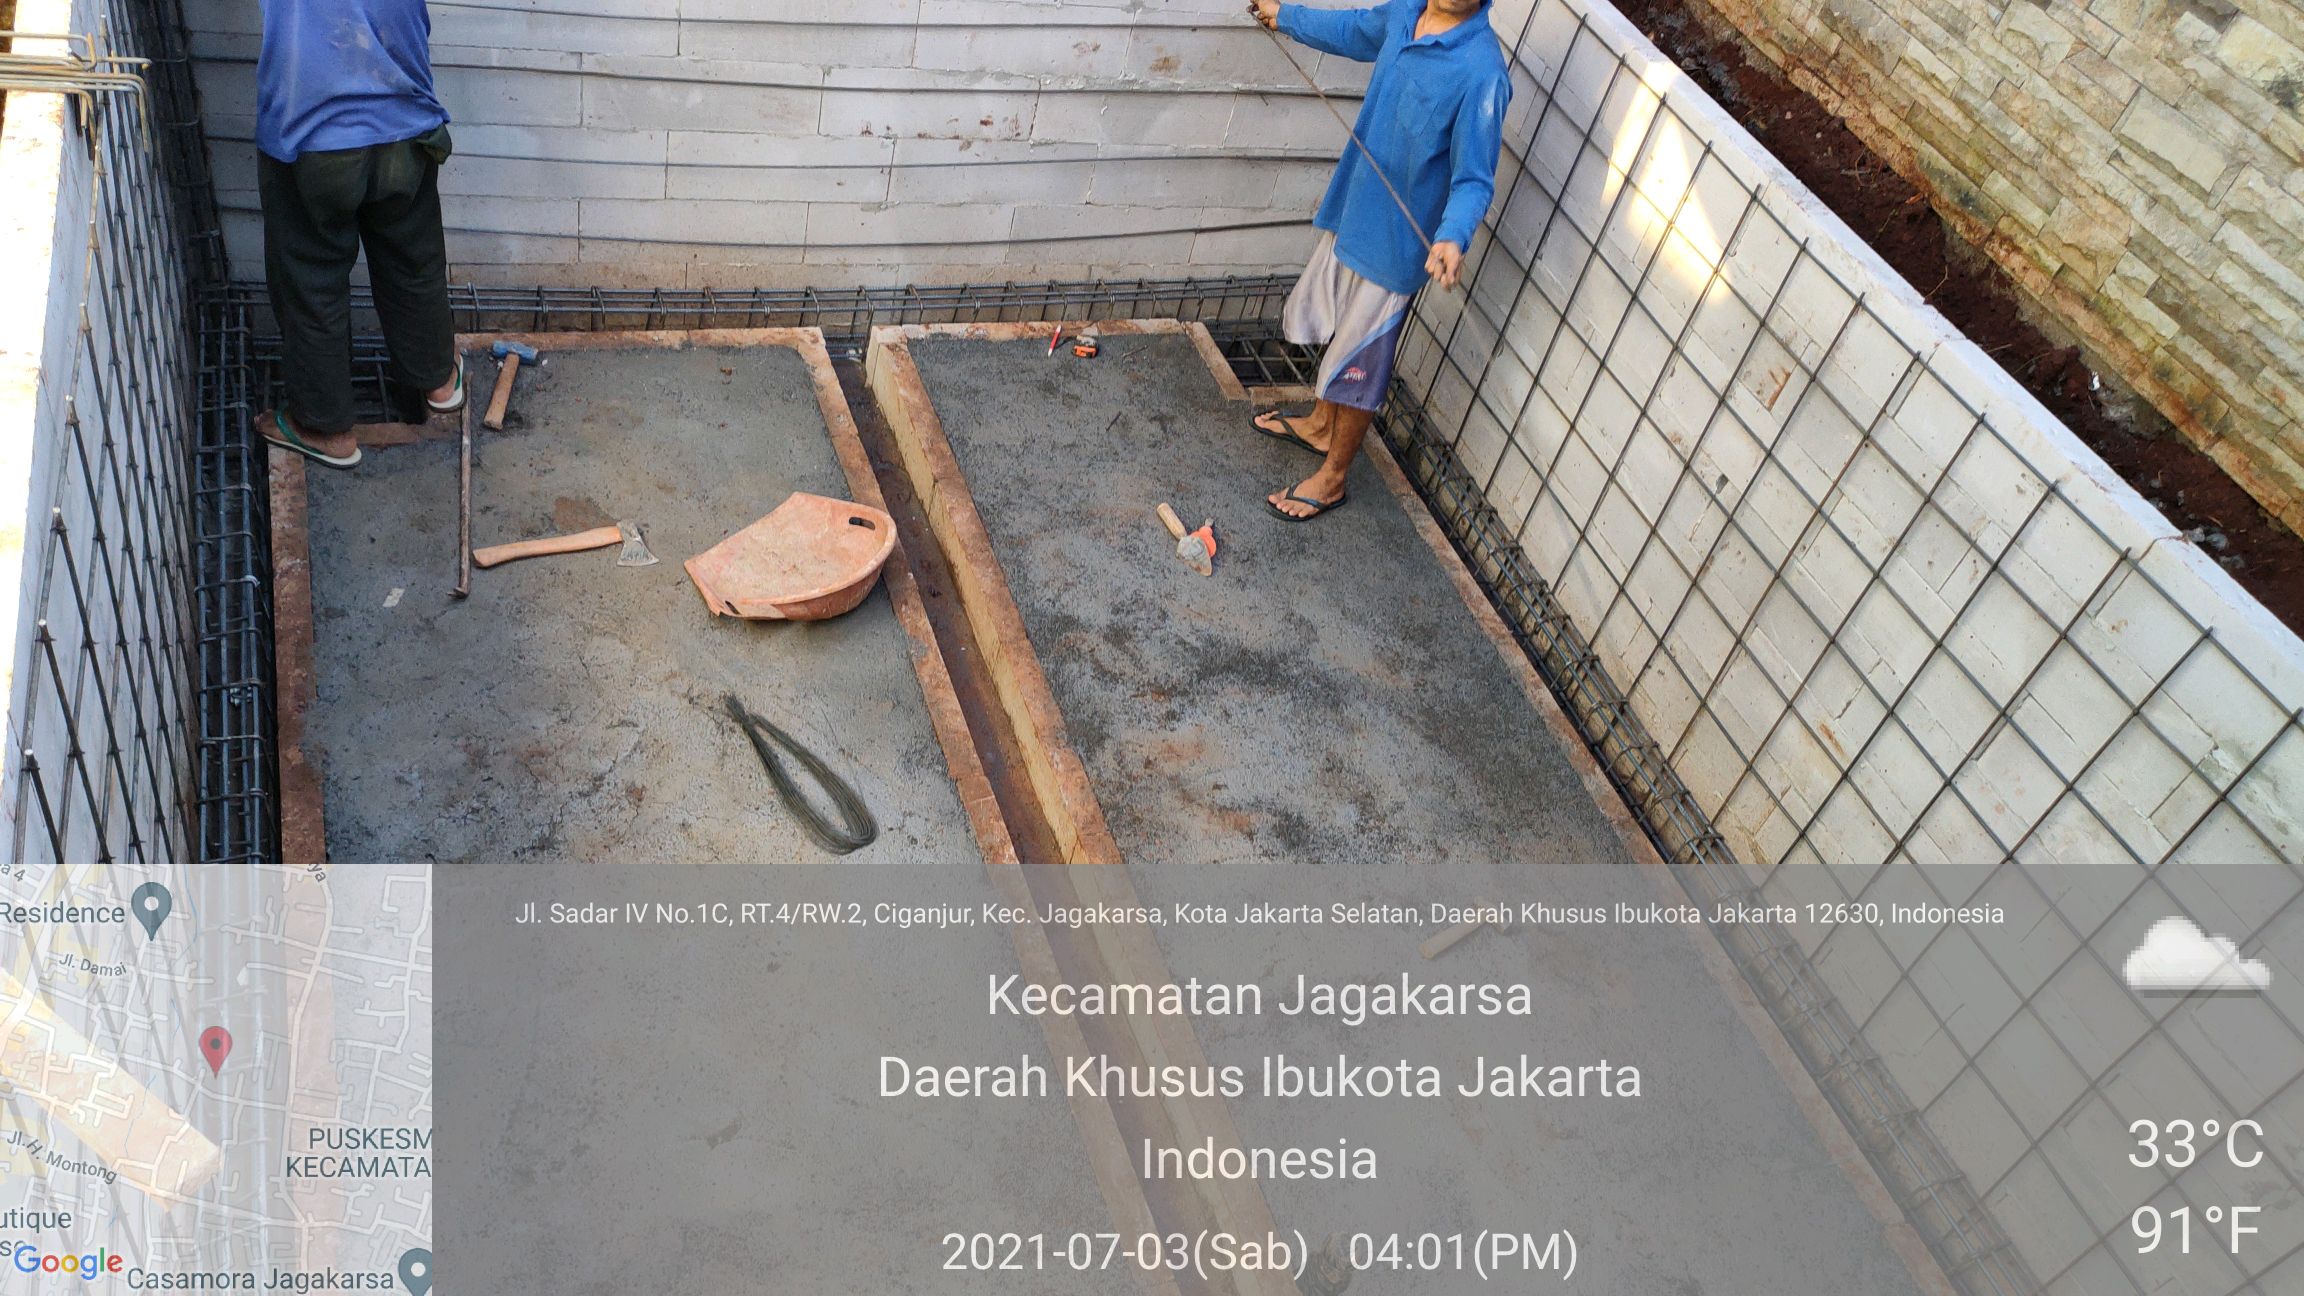 Jl. Sadar IV No.1C, RT.4/RW.2, Ciganjur, Kec. Jagakarsa, Kota Jakarta Selatan, Daerah Khusus Ibukota Jakarta 12630, Indonesia
Kecamatan Jagakarsa
Daerah Khusus Ibukota Jakarta
Indonesia
2021-07-03(Sab) 04:01(PM)
33°C
91°F
Residence
Jl. Damai
Jl. H. Montong
PUSKESM
KECAMATA
utique
Google
Casamora Jagakarsa